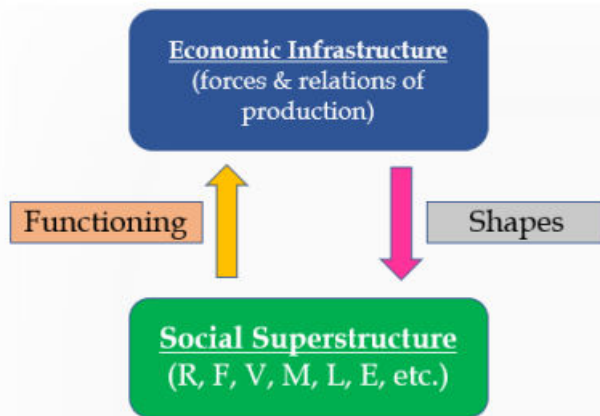 Economic Infrastructure
(forces & relations of
production)
Functioning
Shapes
Social Superstructure
(R, F, V, M, L, E, etc.)